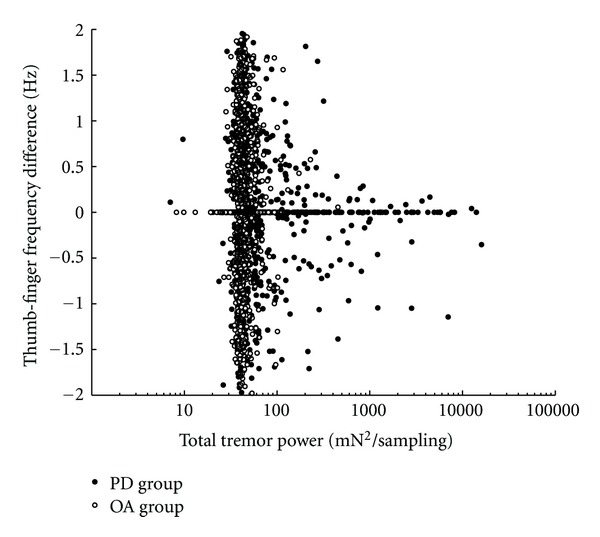 2
1.5
1
0.5
0
−0.5
−1
−1.5
−2
Thumb-finger frequency difference (Hz)
10 100 1000 10000 100000
Total tremor power (mN²/sampling)
PD group
OA group